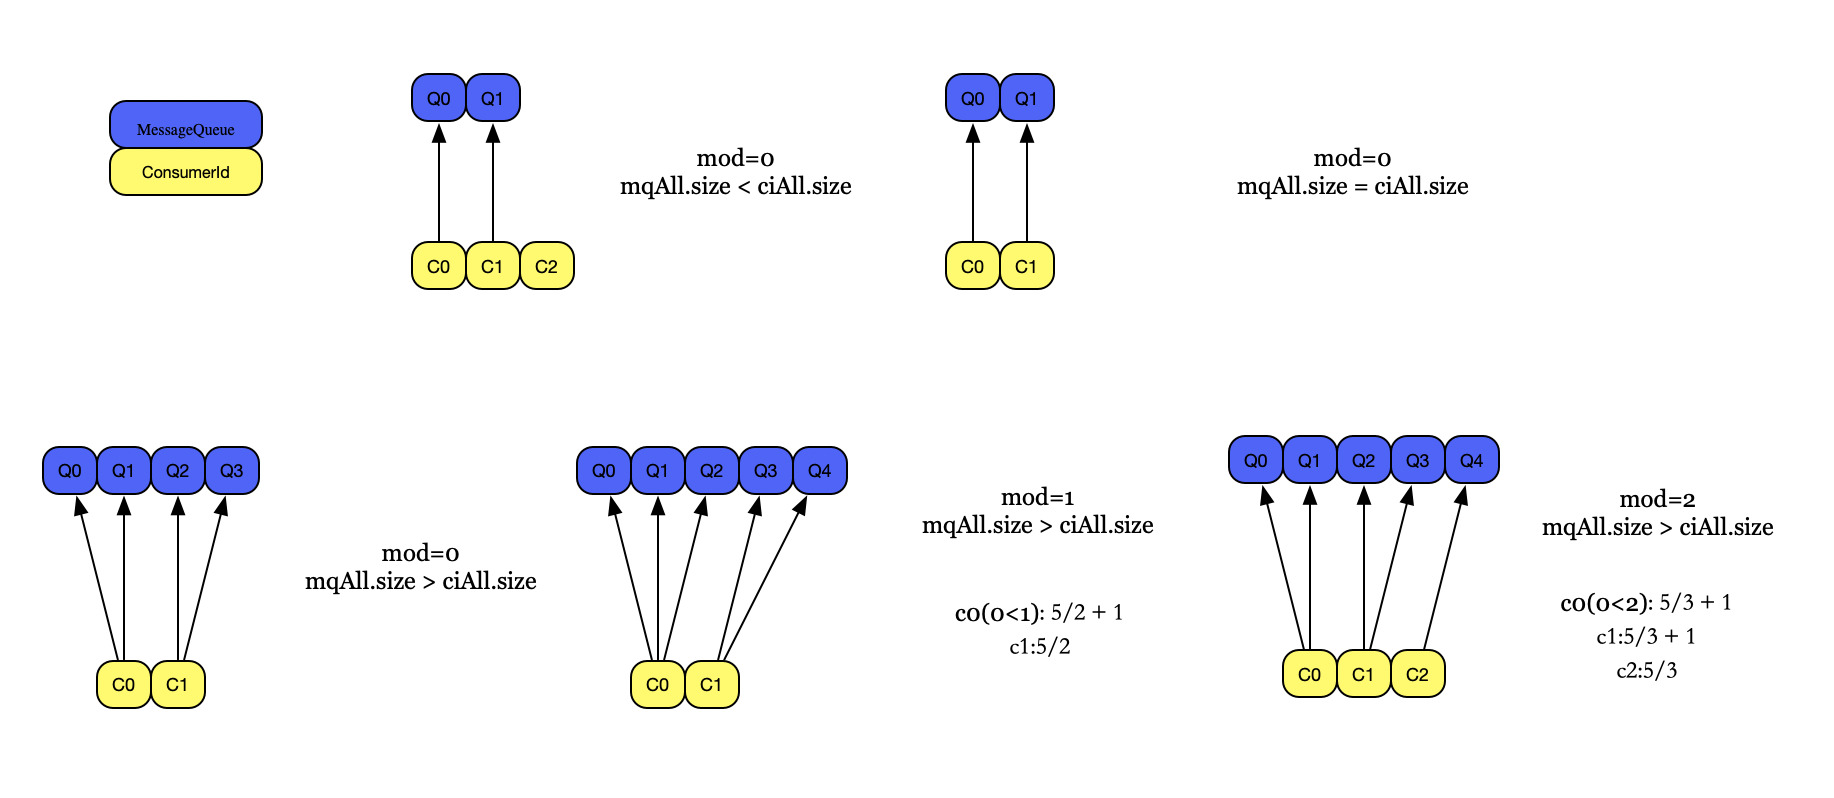 MessageQueue
ConsumerId
Q0 Q1
mod=0
mqAll.size < ciAll.size
C0 C1 C2
Q0 Q1
mod=0
mqAll.size = ciAll.size
C0 C1
Q0 Q1 Q2 Q3
mod=0
mqAll.size > ciAll.size
C0 C1
Q0 Q1 Q2 Q3 Q4
mod=1
mqAll.size > ciAll.size
c0(0<1): 5/2 + 1
c1:5/2
C0 C1
Q0 Q1 Q2 Q3 Q4
mod=2
mqAll.size > ciAll.size
c0(0<2): 5/3 + 1
c1:5/3 + 1
c2:5/3
C0 C1 C2